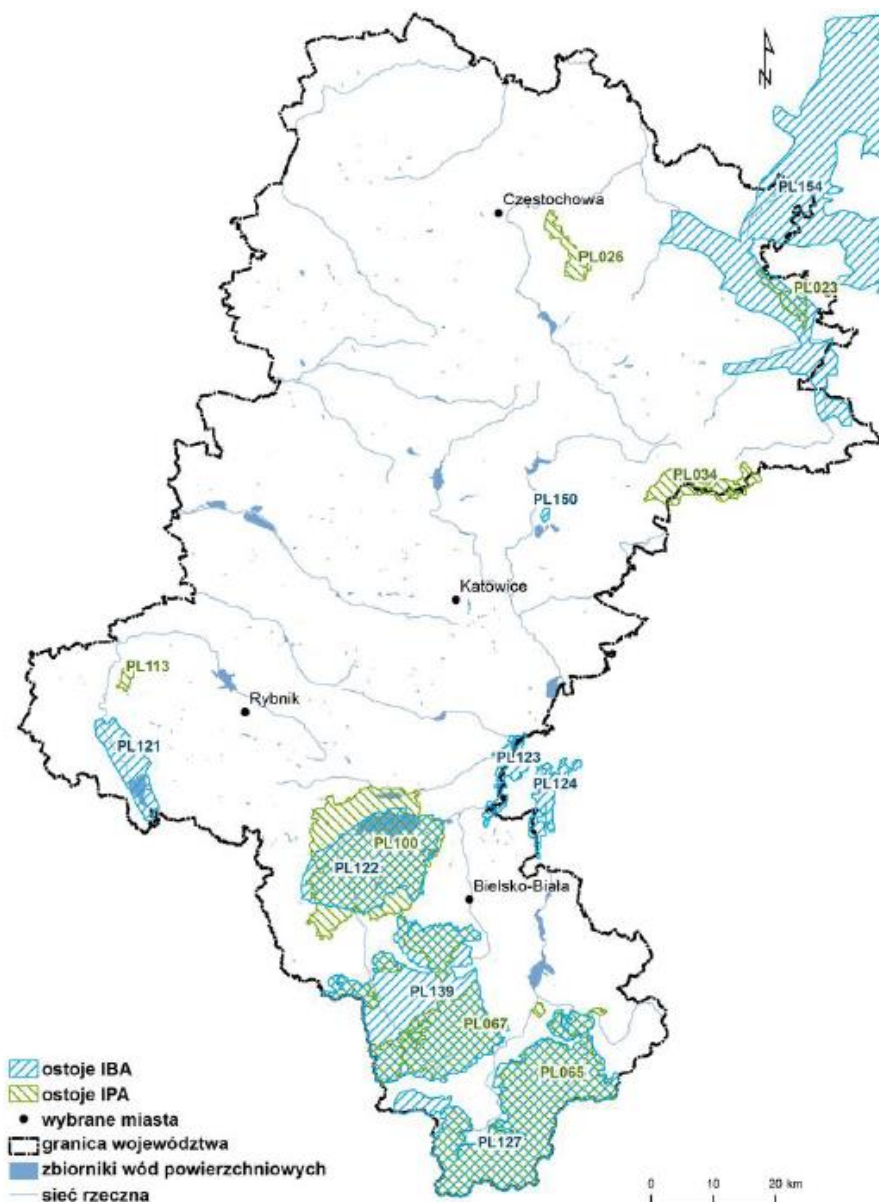 N
PL154
Częstochowa
PL026
PL023
PL034
PL150
Katowice
PL113
Rybnik
PL121
PL123
PL124
PL100
PL122
Bielsko-Biała
PL139
PL067
PL065
PL127
ostoje IBA
ostoje IPA
wybrane miasta
granica województwa
zbiorniki wód powierzchniowych
sieć rzeczna
0 10 20 km